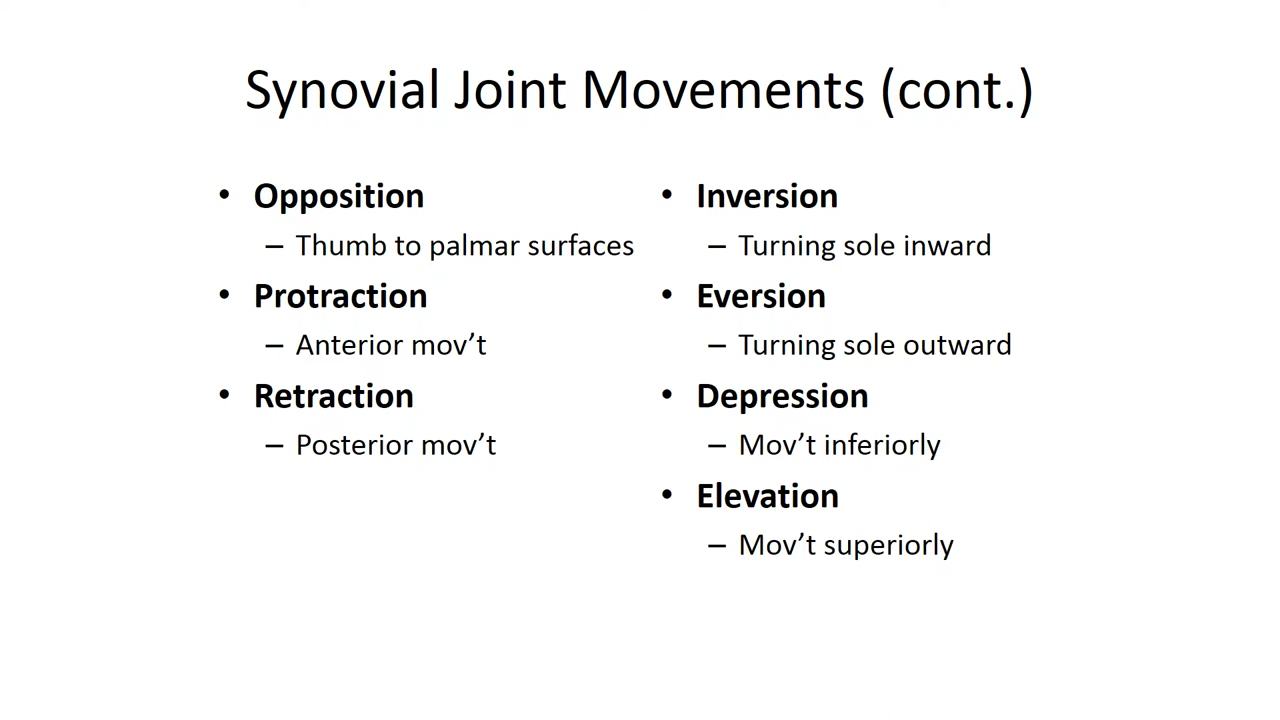 Synovial Joint Movements (cont.)
• Opposition
– Thumb to palmar surfaces
• Protraction
– Anterior mov’t
• Retraction
– Posterior mov’t
• Inversion
– Turning sole inward
• Eversion
– Turning sole outward
• Depression
– Mov’t inferiorly
• Elevation
– Mov’t superiorly